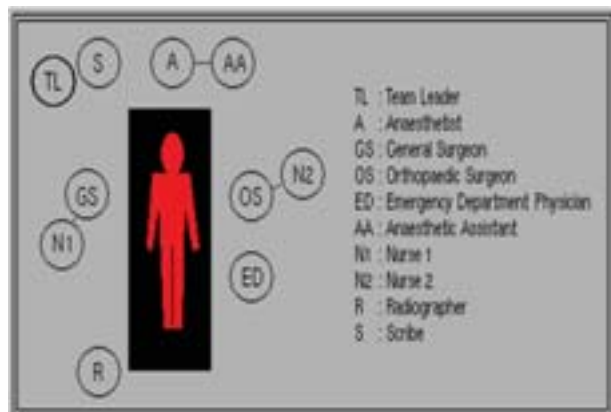 S
A
AA
TL
TL : Team Leader
A : Anaesthetist
GS : General Surgeon
OS : Orthopaedic Surgeon
ED : Emergency Department Physician
AA : Anaesthetic Assistant
N1 : Nurse 1
N2 : Nurse 2
R : Radiographer
S : Scribe
N2
GS
OS
N1
ED
R